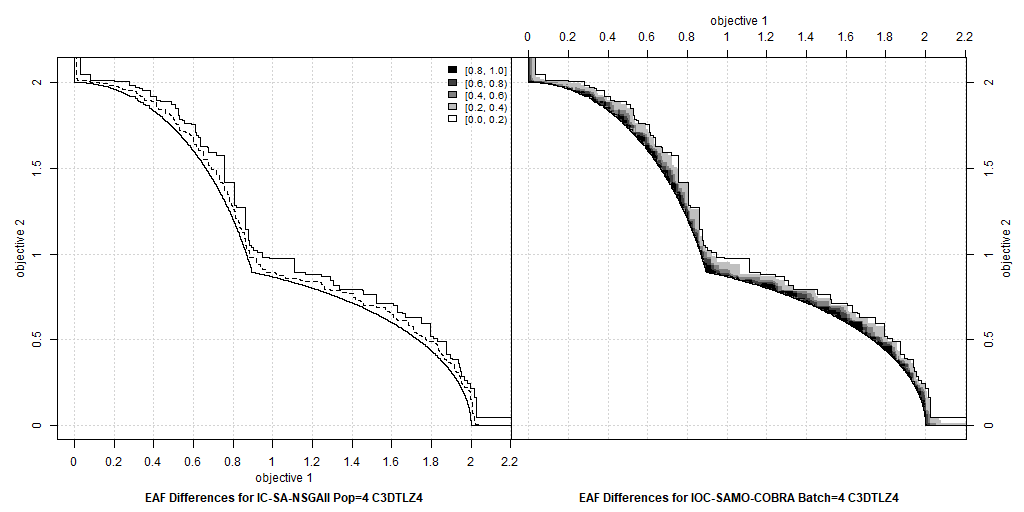 objective 1
0 0.2 0.4 0.6 0.8 1 1.2 1.4 1.6 1.8 2 2.2
[0.8, 1.0]
[0.6, 0.8)
[0.4, 0.6)
[0.2, 0.4)
[0.0, 0.2)
2
1.5
1
0.5
0
objective 2
2
1.5
1
0.5
0
objective 2
0 0.2 0.4 0.6 0.8 1 1.2 1.4 1.6 1.8 2 2.2
objective 1
EAF Differences for IC-SA-NSGAII Pop=4 C3DTLZ4
EAF Differences for IOC-SAMO-COBRA Batch=4 C3DTLZ4